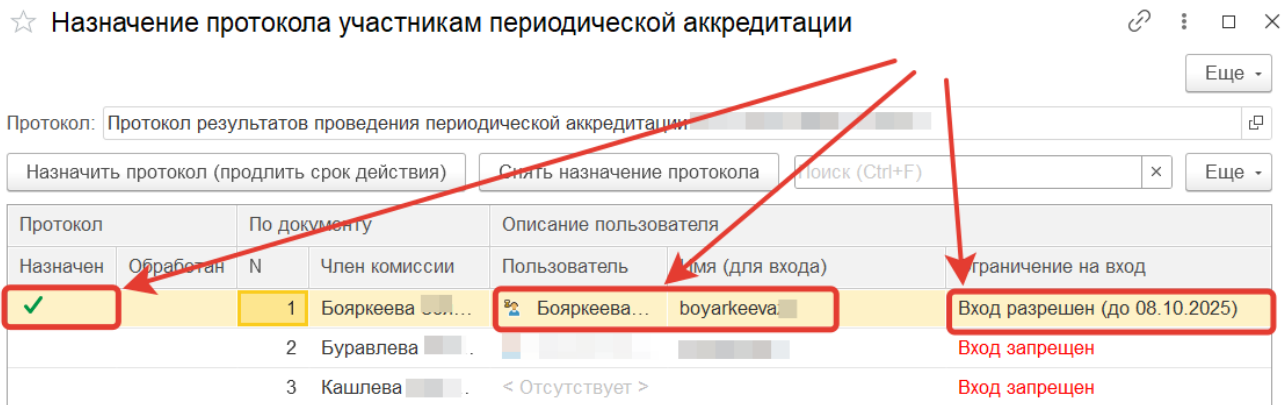 Назначение протокола участникам периодической аккредитации
Еще
Протокол: Протокол результатов проведения периодической аккредитации
Назначить протокол (продлить срок действия) Снять назначение протокола Поиск (Ctrl+F) × Еще
Протокол По документу Описание пользователя
Назначен Обработан N Член комиссии Пользователь Имя (для входа) Ограничение на вход
1 Бояркеева Бояркеева... boyarkeeva Вход разрешен (до 08.10.2025)
2 Буравлева Вход запрещен
3 Кашлева < Отсутствует > Вход запрещен